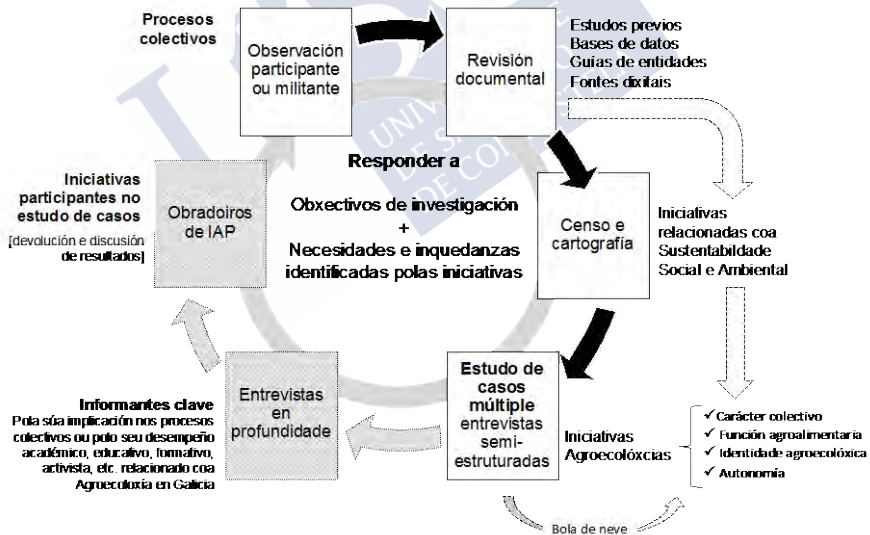 Procesos
colectivos
Observación
participante
ou militante
Revisión
documental
Estudos previos
Bases de datos
Guías de entidades
Fontes dixitais
Responder a
Obxectivos de investigación
+
Necesidades e inquedanzas
identificadas polas iniciativas
Censo e
cartografía
Iniciativas
relacionadas coa
Sustentabildade
Social e Ambiental
Iniciativas
participantes no
estudo de casos
[devolución e discusión
de resultados]
Obradoiros
de IAP
Entrevistas
en
profundidade
Informantes clave
Pola súa implicación nos procesos
colectivos ou polo seu desempeño
académico, educativo, formativo,
activista, etc. relacionado coa
Agroecoloxía en Galicia
Estudo de
casos
múltiple
entrevistas
semi-
estruturadas
Iniciativas
Agroecolóxcias
✓ Carácter colectivo
✓ Función agroalimentaria
✓ Identidade agroecolóxica
✓ Autonomía
Bola de neve